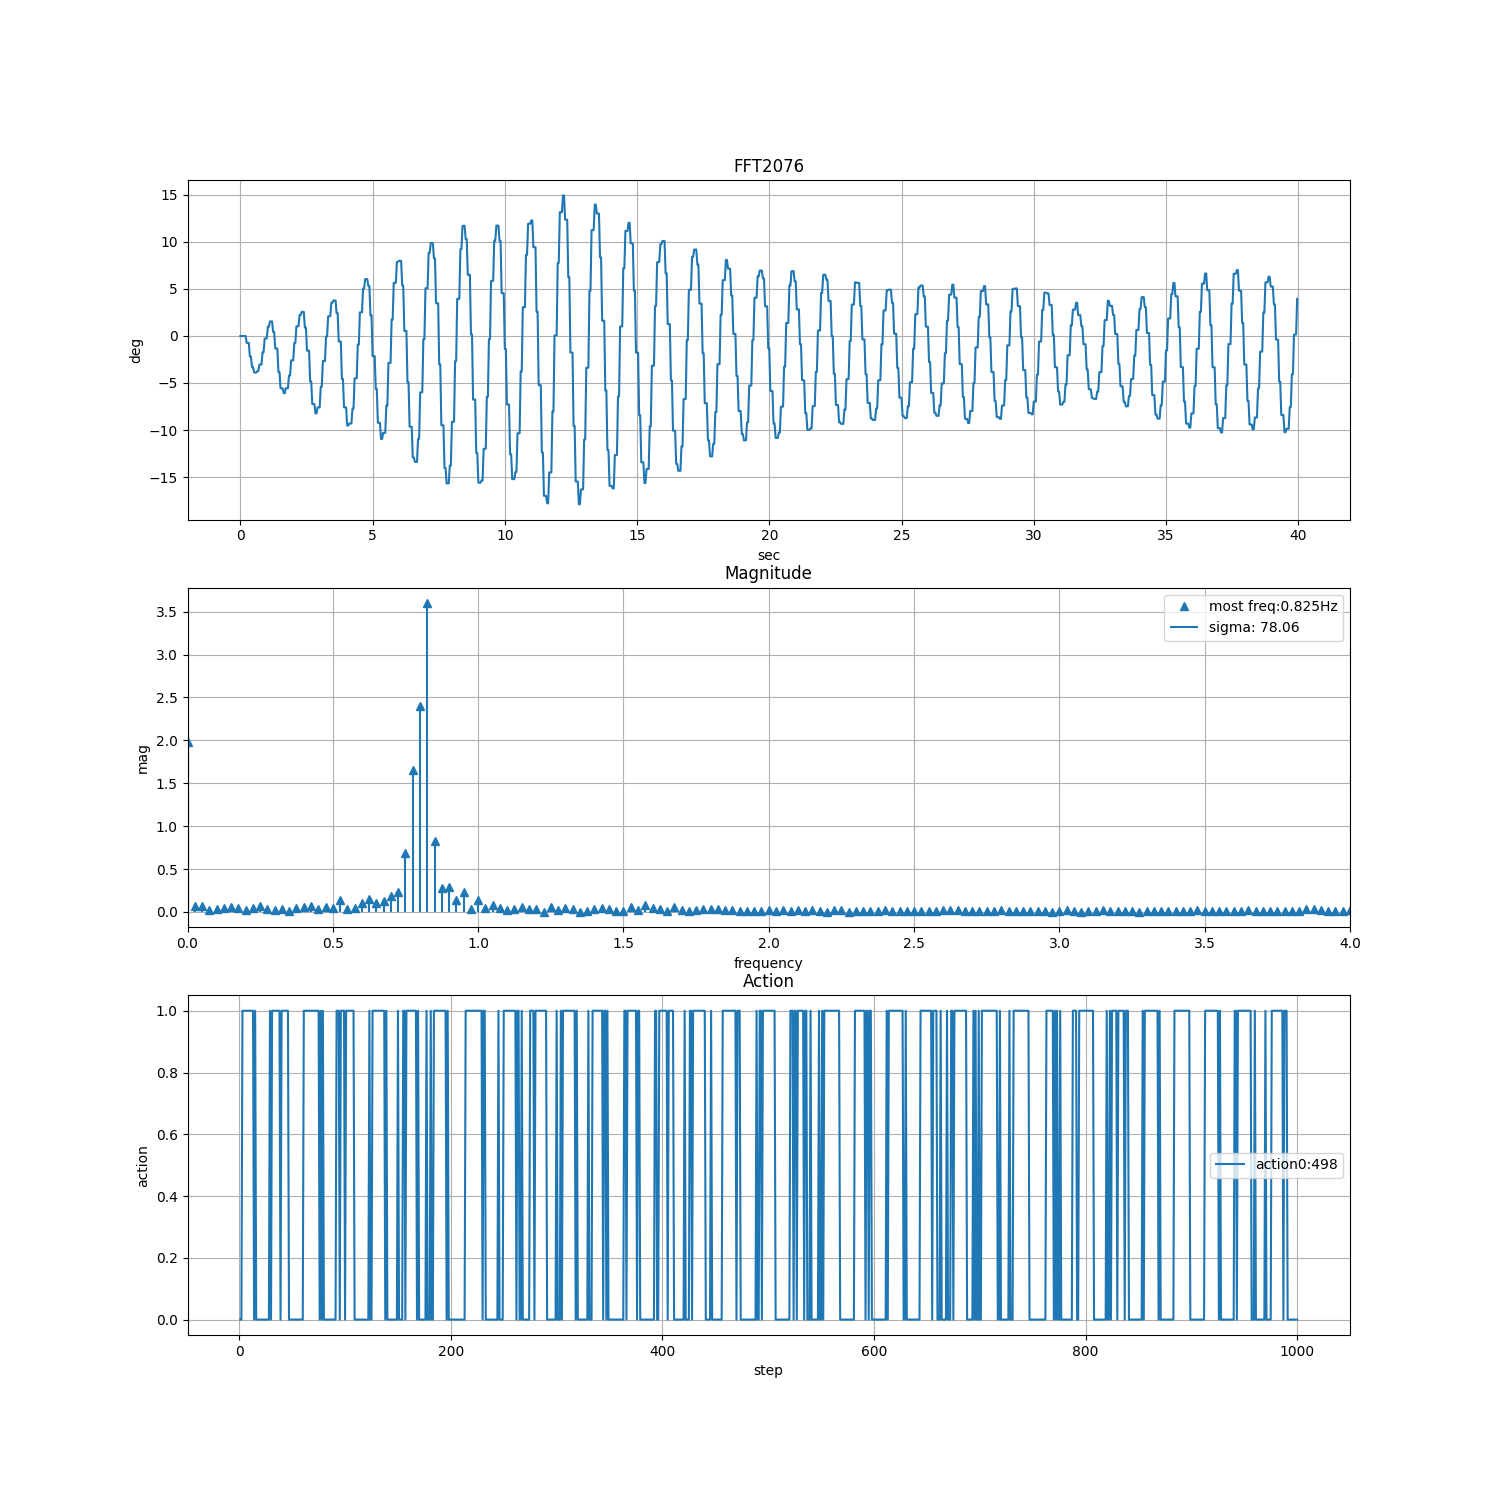 FFT2076
15
10
5
0
−5
−10
−15
deg
0 5 10 15 20 25 30 35 40
sec
Magnitude
3.5
3.0
2.5
2.0
1.5
1.0
0.5
0.0
mag
most freq:0.825Hz
sigma: 78.06
0.0 0.5 1.0 1.5 2.0 2.5 3.0 3.5 4.0
frequency
Action
1.0
0.8
0.6
0.4
0.2
0.0
action
action0:498
0 200 400 600 800 1000
step